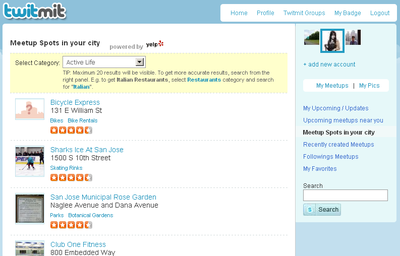 twitmit
Home Profile Twitmit Groups My Badge Logout
Meetup Spots in your city
powered by yelp
Select Category: Active Life
TIP: Maximum 20 results will be visible. To get more accurate results, search from the
right panel. E.g. to get Italian Restaurants, select Restaurants category and search
for "Italian".
Bicycle Express
131 E William St
Bikes Bike Rentals
Sharks Ice At San Jose
1500 S 10th Street
Skating Rinks
San Jose Municipal Rose Garden
Naglee Avenue and Dana Avenue
Parks Botanical Gardens
Club One Fitness
800 Embedded Way
+ add new account
My Meetups | My Pics
My Upcoming / Updates
Upcoming meetups near you
Meetup Spots in your city
Recently created Meetups
Followings Meetups
My Favorites
Search
s Search